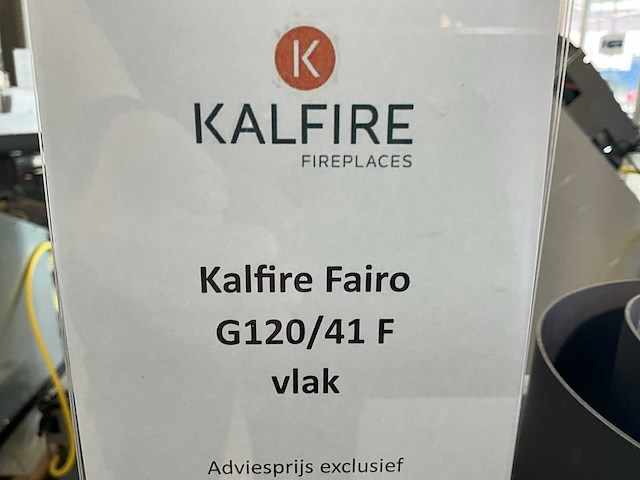 K
KALFIRE
FIREPLACES
Kalfire Fairo
G120/41 F
vlak
Adviesprijs exclusief